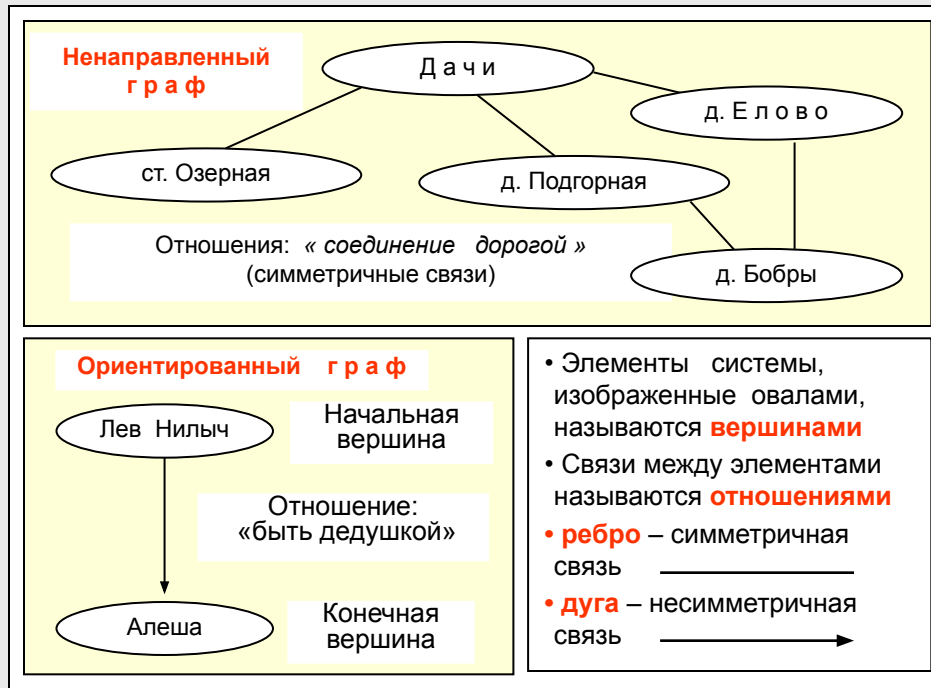 Ненаправленный
г р а ф
Д а ч и
д. Е л о в о
ст. Озерная
д. Подгорная
Отношения: « соединение дорогой »
(симметричные связи)
д. Бобры
Ориентированный г р а ф
Лев Нилыч
Начальная
вершина
Отношение:
«быть дедушкой»
Алеша
Конечная
вершина
• Элементы системы,
изображенные овалами,
называются вершинами
• Связи между элементами
называются отношениями
• ребро – симметричная
связь
• дуга – несимметричная
связь